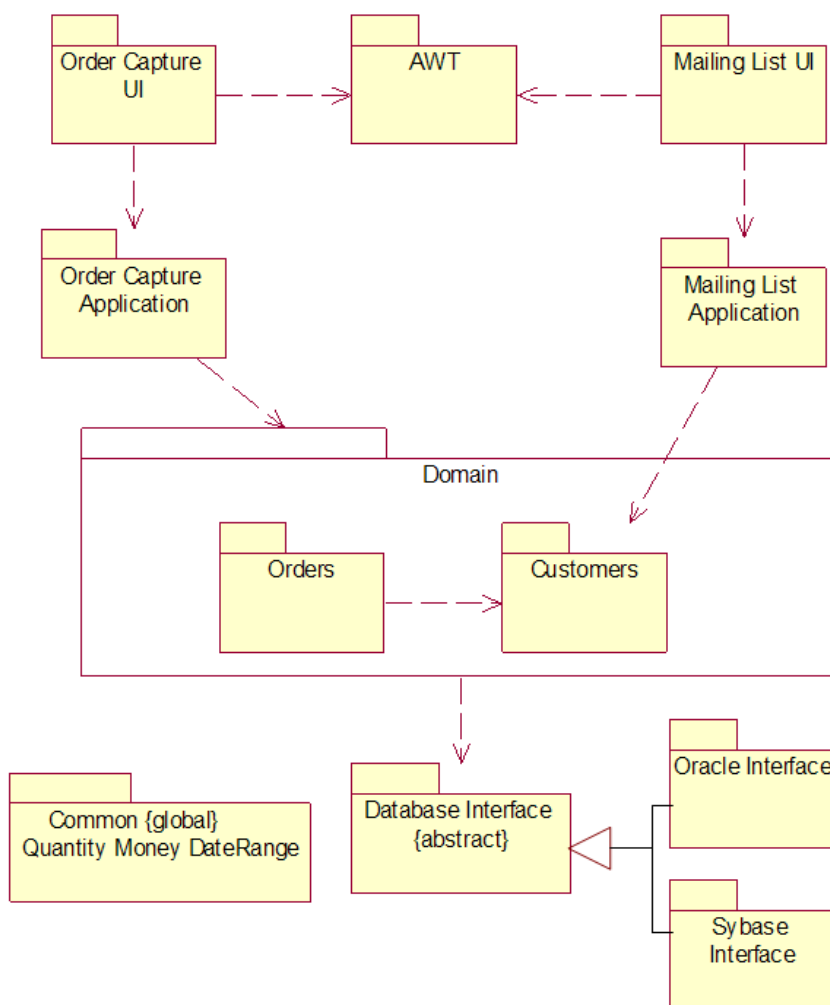 Order Capture
UI
AWT
Mailing List UI
Order Capture
Application
Mailing List
Application
Domain
Orders
Customers
Oracle Interface
Common {global}
Quantity Money DateRange
Database Interface
{abstract}
Sybase
Interface